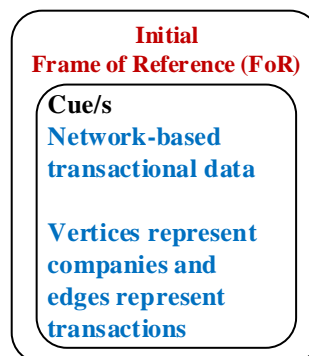 Initial
Frame of Reference (FoR)
Cue/s
Network-based
transactional data
Vertices represent
companies and
edges represent
transactions